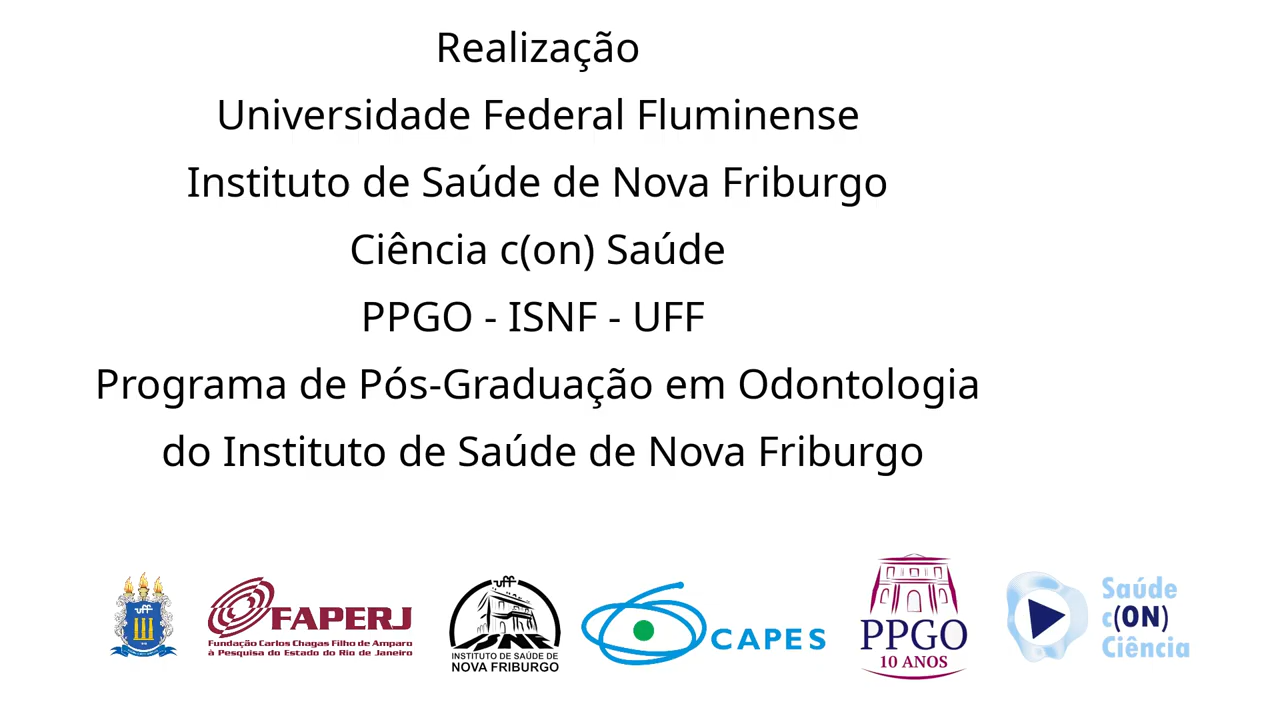 Realização
Universidade Federal Fluminense
Instituto de Saúde de Nova Friburgo
Ciência c(on) Saúde
PPGO - ISNF - UFF
Programa de Pós-Graduação em Odontologia
do Instituto de Saúde de Nova Friburgo
uff
FAPERJ
Fundação Carlos Chagas Filho de Amparo
à Pesquisa do Estado do Rio de Janeiro
uff
ISNF
INSTITUTO DE SAÚDE DE
NOVA FRIBURGO
CAPES
PPGO
10 ANOS
Saúde
c(ON)
Ciência